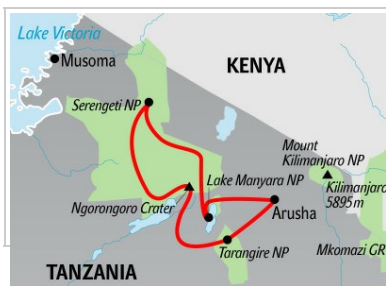 Lake Victoria
Musoma
KENYA
Serengeti NP
Mount
Kilimanjaro NP
Lake Manyara NP
Kilimanjaro
5895 m
Ngorongoro Crater
Arusha
Tarangire NP
Mkomazi GR
TANZANIA